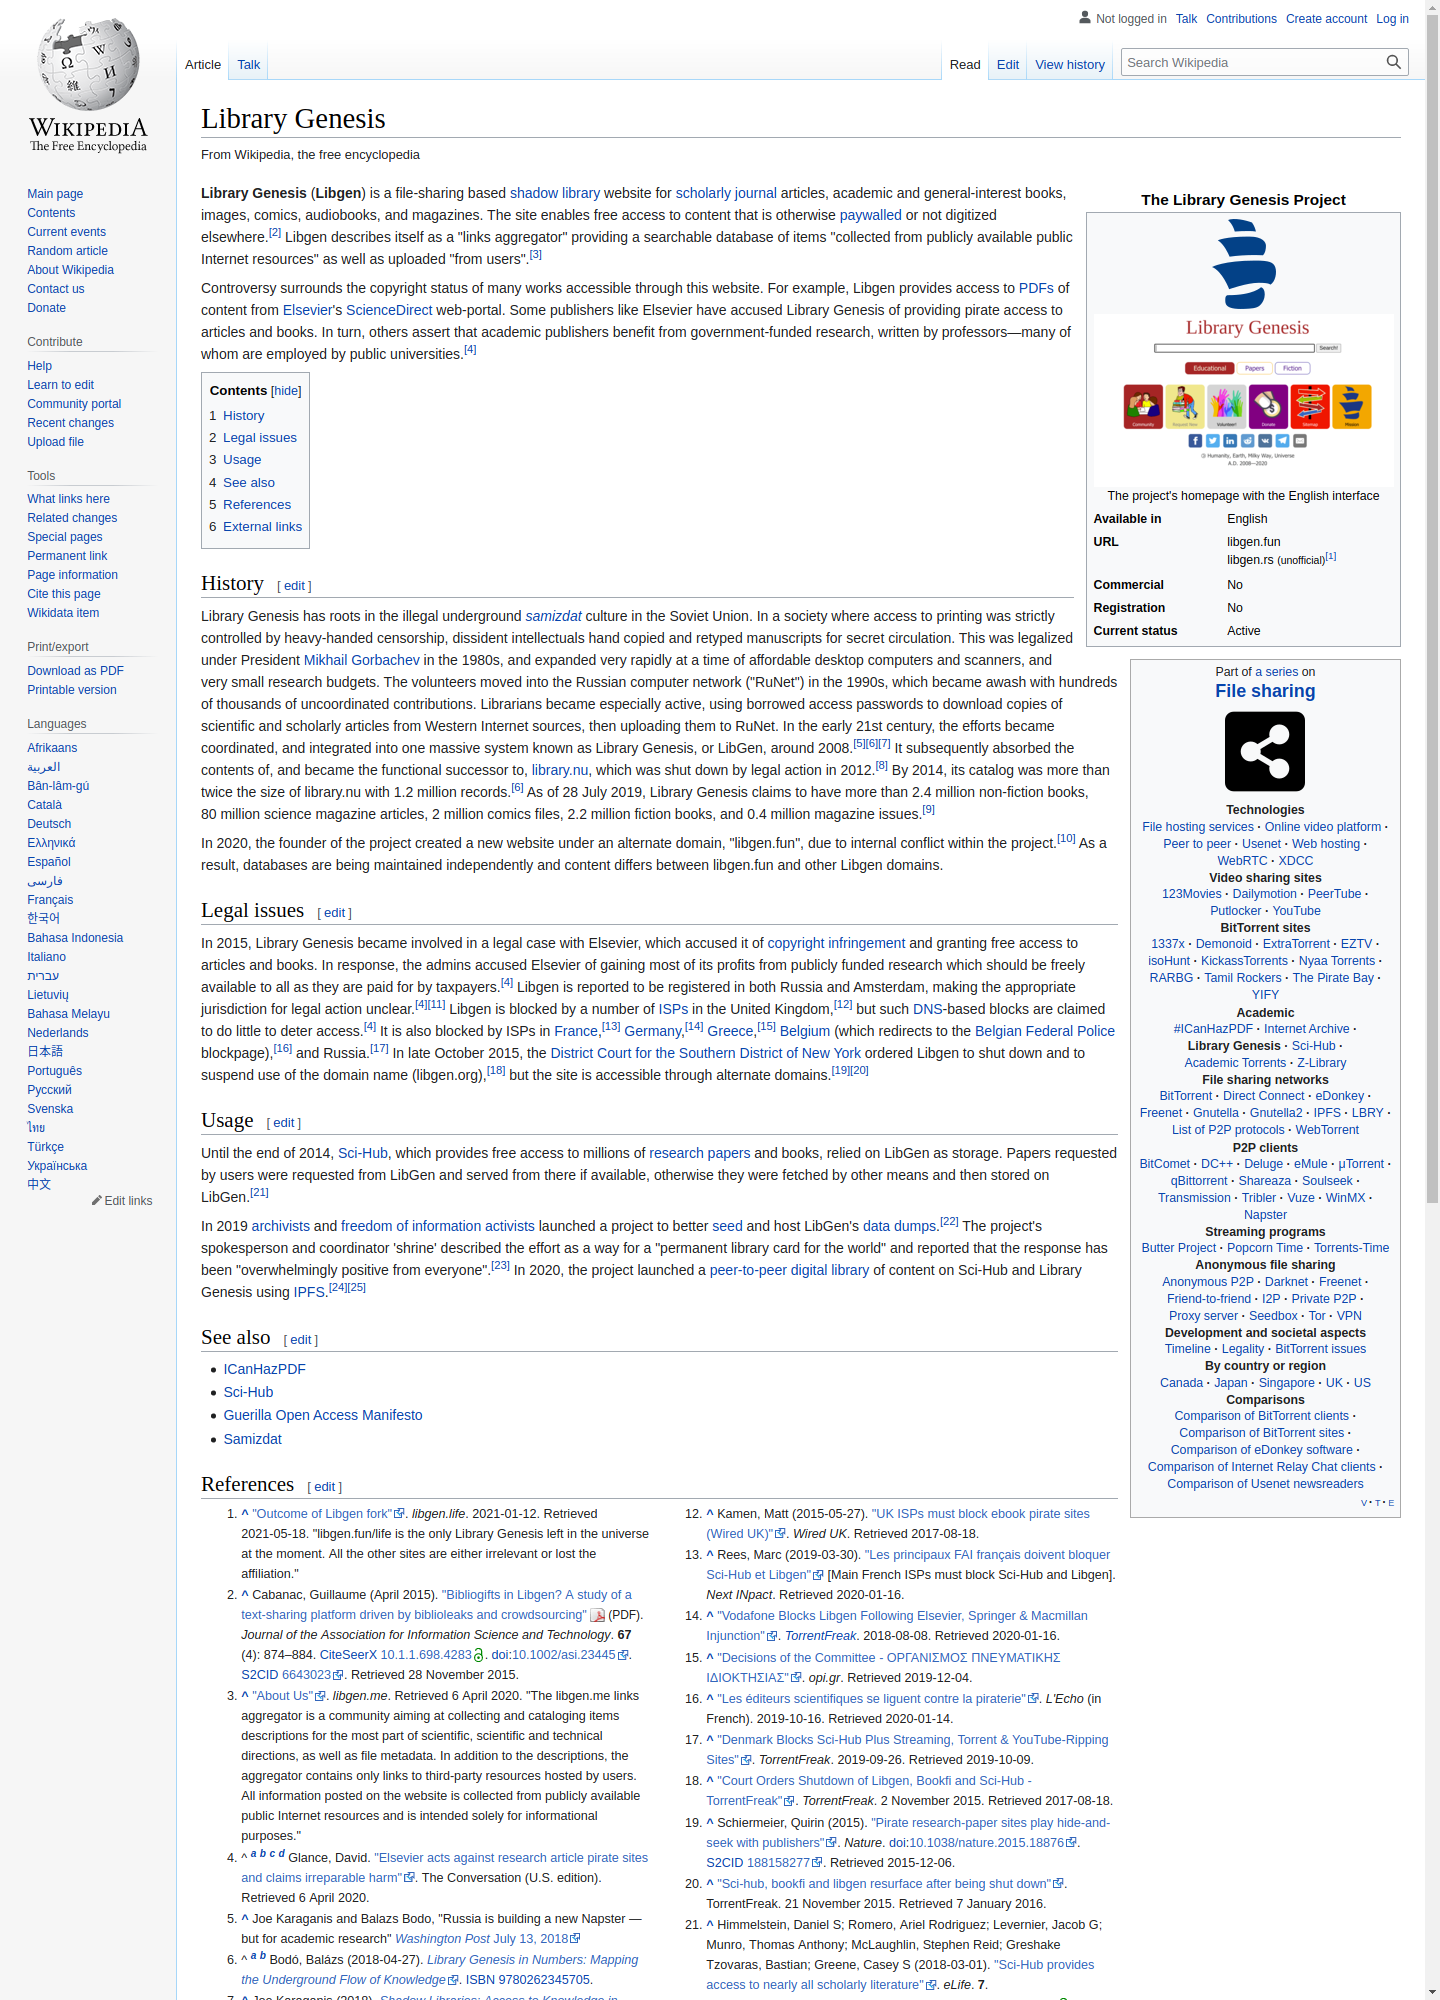 Not logged in Talk Contributions Create account Log in
Article Talk Read Edit View history Search Wikipedia
WIKIPEDIA
The Free Encyclopedia
Main page
Contents
Current events
Random article
About Wikipedia
Contact us
Donate
Contribute
Help
Learn to edit
Community portal
Recent changes
Upload file
Tools
What links here
Related changes
Special pages
Permanent link
Page information
Cite this page
Wikidata item
Print/export
Download as PDF
Printable version
Languages
Afrikaans
العربية
Bân-lâm-gú
Català
Deutsch
Ελληνικά
Español
فارسی
Français
한국어
Bahasa Indonesia
Italiano
עברית
Lietuvių
Bahasa Melayu
Nederlands
日本語
Português
Русский
Svenska
ไทย
Türkçe
Українська
中文
Edit links
Library Genesis
From Wikipedia, the free encyclopedia
Library Genesis (Libgen) is a file-sharing based shadow library website for scholarly journal articles, academic and general-interest books,
images, comics, audiobooks, and magazines. The site enables free access to content that is otherwise paywalled or not digitized
elsewhere.[2] Libgen describes itself as a "links aggregator" providing a searchable database of items "collected from publicly available public
Internet resources" as well as uploaded "from users".[3]
Controversy surrounds the copyright status of many works accessible through this website. For example, Libgen provides access to PDFs of
content from Elsevier's ScienceDirect web-portal. Some publishers like Elsevier have accused Library Genesis of providing pirate access to
articles and books. In turn, others assert that academic publishers benefit from government-funded research, written by professors—many of
whom are employed by public universities.[4]
Contents [hide]
1 History
2 Legal issues
3 Usage
4 See also
5 References
6 External links
The Library Genesis Project
Library Genesis
Search!
Educational Papers Fiction
Community Request New Volunteer! Donate Sitemap Mission
Humanity, Earth, Milky Way, Universe
A.D. 2008—2020
The project's homepage with the English interface
Available in English
URL libgen.fun
libgen.rs (unofficial)[1]
Commercial No
Registration No
Current status Active
History [ edit ]
Library Genesis has roots in the illegal underground samizdat culture in the Soviet Union. In a society where access to printing was strictly
controlled by heavy-handed censorship, dissident intellectuals hand copied and retyped manuscripts for secret circulation. This was legalized
under President Mikhail Gorbachev in the 1980s, and expanded very rapidly at a time of affordable desktop computers and scanners, and
very small research budgets. The volunteers moved into the Russian computer network ("RuNet") in the 1990s, which became awash with hundreds
of thousands of uncoordinated contributions. Librarians became especially active, using borrowed access passwords to download copies of
scientific and scholarly articles from Western Internet sources, then uploading them to RuNet. In the early 21st century, the efforts became
coordinated, and integrated into one massive system known as Library Genesis, or LibGen, around 2008.[5][6][7] It subsequently absorbed the
contents of, and became the functional successor to, library.nu, which was shut down by legal action in 2012.[8] By 2014, its catalog was more than
twice the size of library.nu with 1.2 million records.[6] As of 28 July 2019, Library Genesis claims to have more than 2.4 million non-fiction books,
80 million science magazine articles, 2 million comics files, 2.2 million fiction books, and 0.4 million magazine issues.[9]
In 2020, the founder of the project created a new website under an alternate domain, "libgen.fun", due to internal conflict within the project.[10] As a
result, databases are being maintained independently and content differs between libgen.fun and other Libgen domains.
Legal issues [ edit ]
In 2015, Library Genesis became involved in a legal case with Elsevier, which accused it of copyright infringement and granting free access to
articles and books. In response, the admins accused Elsevier of gaining most of its profits from publicly funded research which should be freely
available to all as they are paid for by taxpayers.[4] Libgen is reported to be registered in both Russia and Amsterdam, making the appropriate
jurisdiction for legal action unclear.[4][11] Libgen is blocked by a number of ISPs in the United Kingdom,[12] but such DNS-based blocks are claimed
to do little to deter access.[4] It is also blocked by ISPs in France,[13] Germany,[14] Greece,[15] Belgium (which redirects to the Belgian Federal Police
blockpage),[16] and Russia.[17] In late October 2015, the District Court for the Southern District of New York ordered Libgen to shut down and to
suspend use of the domain name (libgen.org),[18] but the site is accessible through alternate domains.[19][20]
Usage [ edit ]
Until the end of 2014, Sci-Hub, which provides free access to millions of research papers and books, relied on LibGen as storage. Papers requested
by users were requested from LibGen and served from there if available, otherwise they were fetched by other means and then stored on
LibGen.[21]
In 2019 archivists and freedom of information activists launched a project to better seed and host LibGen's data dumps.[22] The project's
spokesperson and coordinator 'shrine' described the effort as a way for a "permanent library card for the world" and reported that the response has
been "overwhelmingly positive from everyone".[23] In 2020, the project launched a peer-to-peer digital library of content on Sci-Hub and Library
Genesis using IPFS.[24][25]
See also [ edit ]
ICanHazPDF
Sci-Hub
Guerilla Open Access Manifesto
Samizdat
Part of a series on
File sharing
Technologies
File hosting services · Online video platform ·
Peer to peer · Usenet · Web hosting ·
WebRTC · XDCC
Video sharing sites
123Movies · Dailymotion · PeerTube ·
Putlocker · YouTube
BitTorrent sites
1337x · Demonoid · ExtraTorrent · EZTV ·
isoHunt · KickassTorrents · Nyaa Torrents ·
RARBG · Tamil Rockers · The Pirate Bay ·
YIFY
Academic
#ICanHazPDF · Internet Archive ·
Library Genesis · Sci-Hub ·
Academic Torrents · Z-Library
File sharing networks
BitTorrent · Direct Connect · eDonkey ·
Freenet · Gnutella · Gnutella2 · IPFS · LBRY ·
List of P2P protocols · WebTorrent
P2P clients
BitComet · DC++ · Deluge · eMule · μTorrent ·
qBittorrent · Shareaza · Soulseek ·
Transmission · Tribler · Vuze · WinMX ·
Napster
Streaming programs
Butter Project · Popcorn Time · Torrents-Time
Anonymous file sharing
Anonymous P2P · Darknet · Freenet ·
Friend-to-friend · I2P · Private P2P ·
Proxy server · Seedbox · Tor · VPN
Development and societal aspects
Timeline · Legality · BitTorrent issues
By country or region
Canada · Japan · Singapore · UK · US
Comparisons
Comparison of BitTorrent clients ·
Comparison of BitTorrent sites ·
Comparison of eDonkey software ·
Comparison of Internet Relay Chat clients ·
Comparison of Usenet newsreaders
V · T · E
References [ edit ]
1. ^ "Outcome of Libgen fork". libgen.life. 2021-01-12. Retrieved
2021-05-18. "libgen.fun/life is the only Library Genesis left in the universe
at the moment. All the other sites are either irrelevant or lost the
affiliation."
2. ^ Cabanac, Guillaume (April 2015). "Bibliogifts in Libgen? A study of a
text-sharing platform driven by biblioleaks and crowdsourcing" (PDF).
Journal of the Association for Information Science and Technology. 67
(4): 874–884. CiteSeerX 10.1.1.698.4283. doi:10.1002/asi.23445.
S2CID 6643023. Retrieved 28 November 2015.
3. ^ "About Us". libgen.me. Retrieved 6 April 2020. "The libgen.me links
aggregator is a community aiming at collecting and cataloging items
descriptions for the most part of scientific, scientific and technical
directions, as well as file metadata. In addition to the descriptions, the
aggregator contains only links to third-party resources hosted by users.
All information posted on the website is collected from publicly available
public Internet resources and is intended solely for informational
purposes."
4. ^ a b c d Glance, David. "Elsevier acts against research article pirate sites
and claims irreparable harm". The Conversation (U.S. edition).
Retrieved 6 April 2020.
5. ^ Joe Karaganis and Balazs Bodo, "Russia is building a new Napster —
but for academic research" Washington Post July 13, 2018
6. ^ a b Bodó, Balázs (2018-04-27). Library Genesis in Numbers: Mapping
the Underground Flow of Knowledge. ISBN 9780262345705.
7. ^ Joe Karaganis (2018). Shadow Libraries: Access to Knowledge in
12. ^ Kamen, Matt (2015-05-27). "UK ISPs must block ebook pirate sites
(Wired UK)". Wired UK. Retrieved 2017-08-18.
13. ^ Rees, Marc (2019-03-30). "Les principaux FAI français doivent bloquer
Sci-Hub et Libgen" [Main French ISPs must block Sci-Hub and Libgen].
Next INpact. Retrieved 2020-01-16.
14. ^ "Vodafone Blocks Libgen Following Elsevier, Springer & Macmillan
Injunction". TorrentFreak. 2018-08-08. Retrieved 2020-01-16.
15. ^ "Decisions of the Committee - ΟΡΓΑΝΙΣΜΟΣ ΠΝΕΥΜΑΤΙΚΗΣ
ΙΔΙΟΚΤΗΣΙΑΣ". opi.gr. Retrieved 2019-12-04.
16. ^ "Les éditeurs scientifiques se liguent contre la piraterie". L'Echo (in
French). 2019-10-16. Retrieved 2020-01-14.
17. ^ "Denmark Blocks Sci-Hub Plus Streaming, Torrent & YouTube-Ripping
Sites". TorrentFreak. 2019-09-26. Retrieved 2019-10-09.
18. ^ "Court Orders Shutdown of Libgen, Bookfi and Sci-Hub -
TorrentFreak". TorrentFreak. 2 November 2015. Retrieved 2017-08-18.
19. ^ Schiermeier, Quirin (2015). "Pirate research-paper sites play hide-and-
seek with publishers". Nature. doi:10.1038/nature.2015.18876.
S2CID 188158277. Retrieved 2015-12-06.
20. ^ "Sci-hub, bookfi and libgen resurface after being shut down".
TorrentFreak. 21 November 2015. Retrieved 7 January 2016.
21. ^ Himmelstein, Daniel S; Romero, Ariel Rodriguez; Levernier, Jacob G;
Munro, Thomas Anthony; McLaughlin, Stephen Reid; Greshake
Tzovaras, Bastian; Greene, Casey S (2018-03-01). "Sci-Hub provides
access to nearly all scholarly literature". eLife. 7.